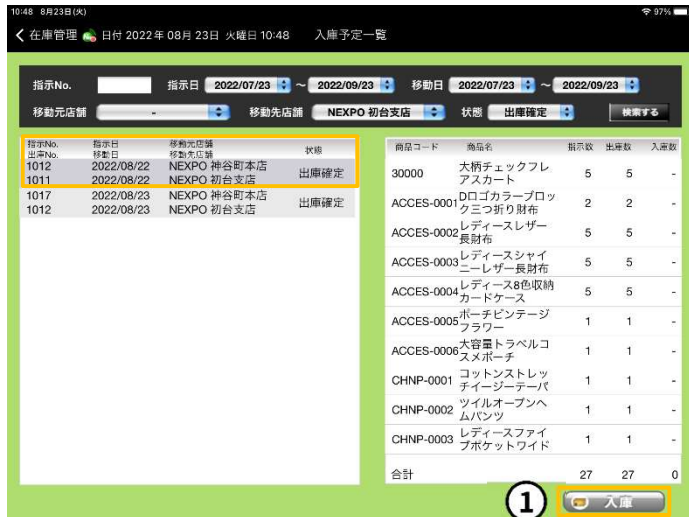 10:48 8月23日(火)
97%
在庫管理 日付 2022年08月 23日 火曜日 10:48 入庫予定一覧
指示No. 指示日 2022/07/23 ～ 2022/09/23 移動日 2022/07/23 ～ 2022/09/23
移動元店舗 - 移動先店舗 NEXPO 初台支店 状態 出庫確定 検索する
指示No. 指示日 移動元店舗 状態
出庫No. 移動日 移動先店舗
1012 2022/08/22 NEXPO 神谷町本店 出庫確定
1011 2022/08/22 NEXPO 初台支店
1017 2022/08/23 NEXPO 神谷町本店 出庫確定
1012 2022/08/23 NEXPO 初台支店
商品コード 商品名 指示数 出庫数 入庫数
30000 大柄チェックフレ 5 5 -
アスカート
ACCES-0001 Dロゴカラーブロッ 2 2 -
ク三つ折り財布
ACCES-0002 レディースレザー 5 5 -
長財布
ACCES-0003 レディースシャイ 5 5 -
ニーレザー長財布
ACCES-0004 レディース8色収納 5 5 -
カードケース
ACCES-0005 ポーチビンテージ 1 1 -
フラワー
ACCES-0006 大容量トラベルコ 1 1 -
スメポーチ
CHNP-0001 コットンストレッ 1 1 -
チイージーテーパ
CHNP-0002 ツイルオープンヘ 1 1 -
ムパンツ
CHNP-0003 レディースファイ 1 1 -
ブポケットワイド
合計 27 27 0
① 入庫